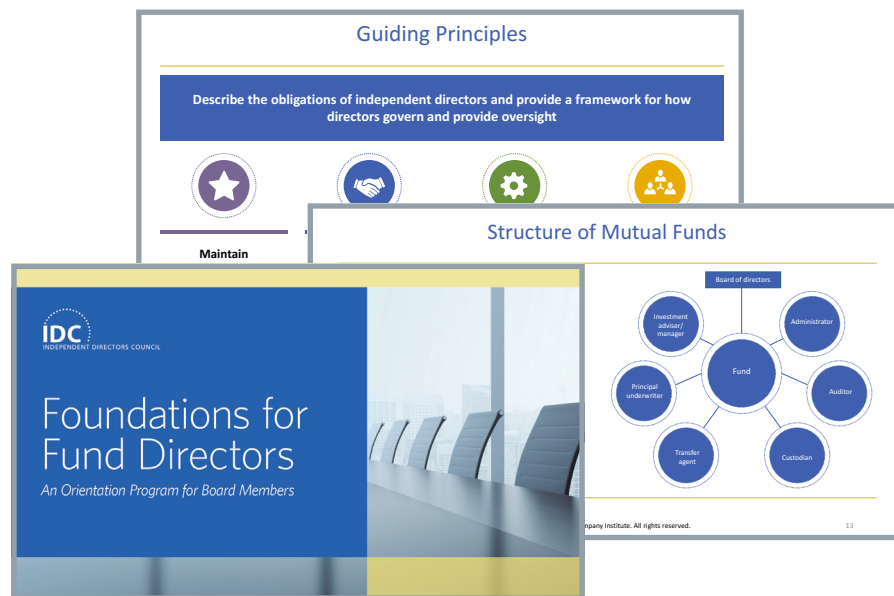 Guiding Principles
Describe the obligations of independent directors and provide a framework for how
directors govern and provide oversight
Maintain
Structure of Mutual Funds
Board of directors
Investment
adviser/
manager
Administrator
Fund
Principal
underwriter
Auditor
Transfer
agent
Custodian
Institute. All rights reserved.
13
IDC
INDEPENDENT DIRECTORS COUNCIL
Foundations for
Fund Directors
An Orientation Program for Board Members